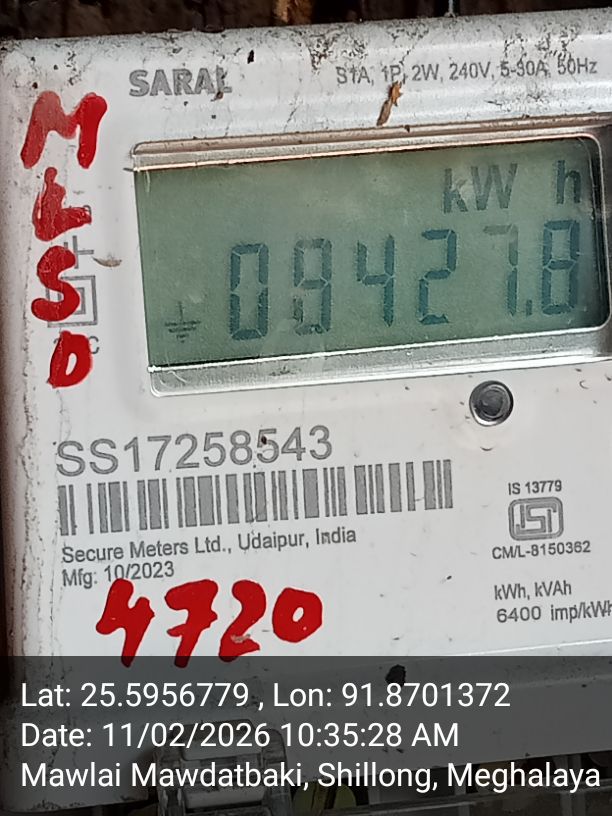 SARAL
S1A, 1P, 2W, 240V, 5-30A, 50Hz
MLSD
kW h
09427.8
SS17258543
Secure Meters Ltd., Udaipur, India
Mfg: 10/2023
IS 13779
ISI
CM/L-8150362
kWh, kVAh
6400 imp/kWh
4720
Lat: 25.5956779 , Lon: 91.8701372
Date: 11/02/2026 10:35:28 AM
Mawlai Mawdatbaki, Shillong, Meghalaya